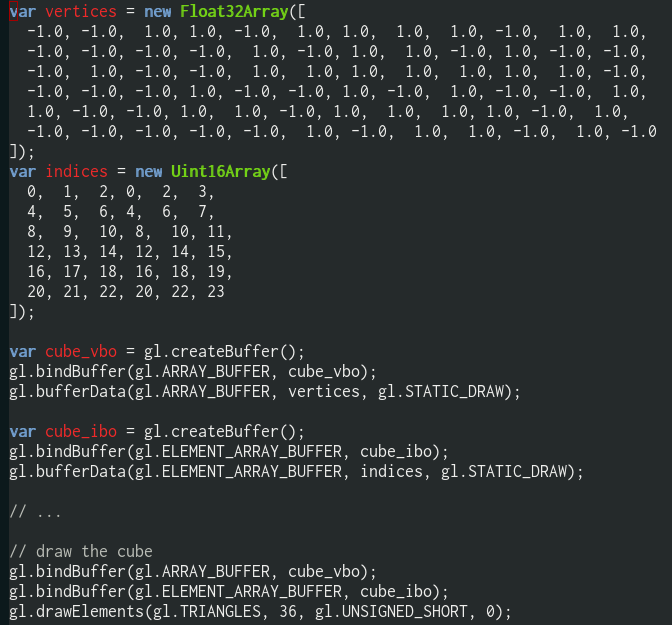 var vertices = new Float32Array([
  -1.0, -1.0,  1.0, 1.0, -1.0,  1.0, 1.0,  1.0,  1.0, -1.0,  1.0,  1.0,
  -1.0, -1.0, -1.0, -1.0,  1.0, -1.0, 1.0,  1.0, -1.0, 1.0, -1.0, -1.0,
  -1.0,  1.0, -1.0, -1.0,  1.0,  1.0, 1.0,  1.0,  1.0,  1.0,  1.0, -1.0,
  -1.0, -1.0, -1.0, 1.0, -1.0, -1.0, 1.0, -1.0,  1.0, -1.0, -1.0,  1.0,
  1.0, -1.0, -1.0, 1.0,  1.0, -1.0, 1.0,  1.0,  1.0, 1.0, -1.0,  1.0,
  -1.0, -1.0, -1.0, -1.0, -1.0,  1.0, -1.0,  1.0,  1.0, -1.0,  1.0, -1.0
]);
var indices = new Uint16Array([
  0,  1,  2, 0,  2,  3,
  4,  5,  6, 4,  6,  7,
  8,  9,  10, 8,  10, 11,
  12, 13, 14, 12, 14, 15,
  16, 17, 18, 16, 18, 19,
  20, 21, 22, 20, 22, 23
]);
var cube_vbo = gl.createBuffer();
gl.bindBuffer(gl.ARRAY_BUFFER, cube_vbo);
gl.bufferData(gl.ARRAY_BUFFER, vertices, gl.STATIC_DRAW);
var cube_ibo = gl.createBuffer();
gl.bindBuffer(gl.ELEMENT_ARRAY_BUFFER, cube_ibo);
gl.bufferData(gl.ELEMENT_ARRAY_BUFFER, indices, gl.STATIC_DRAW);
// ...
// draw the cube
gl.bindBuffer(gl.ARRAY_BUFFER, cube_vbo);
gl.bindBuffer(gl.ELEMENT_ARRAY_BUFFER, cube_ibo);
gl.drawElements(gl.TRIANGLES, 36, gl.UNSIGNED_SHORT, 0);